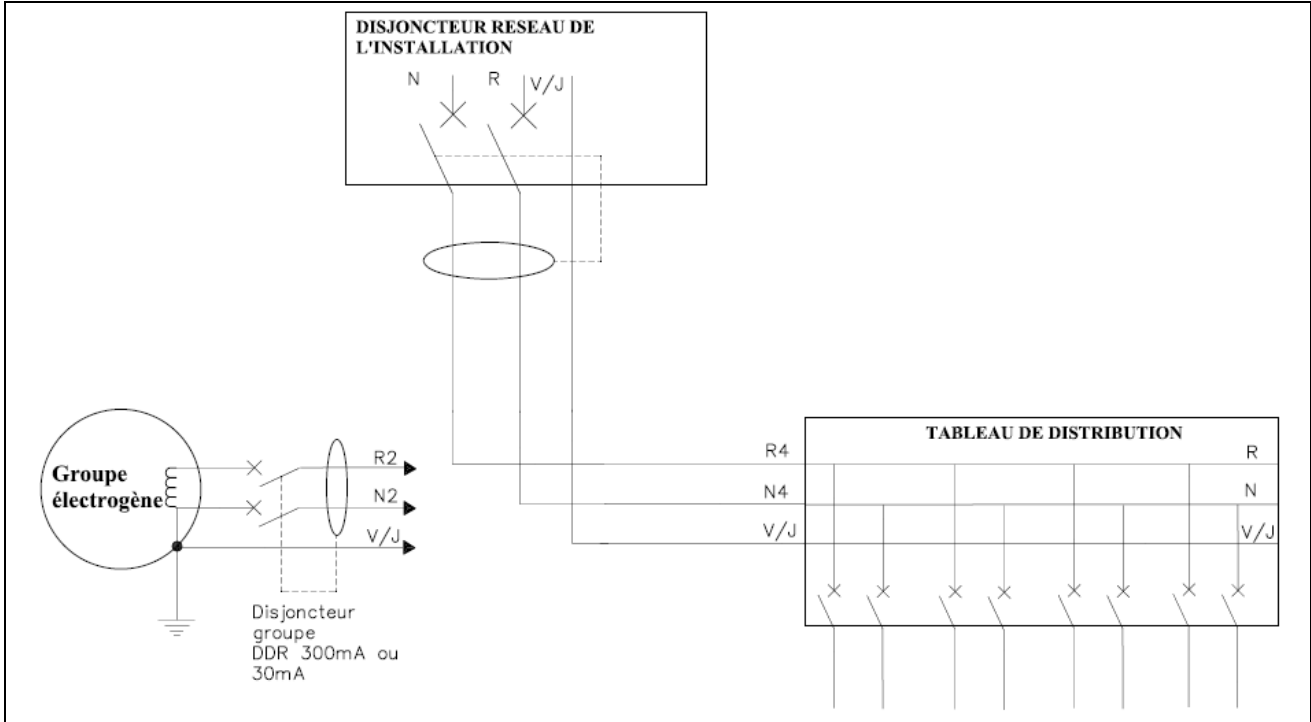 DISJONCTEUR RESEAU DE
L'INSTALLATION
N R V/J
TABLEAU DE DISTRIBUTION
R4 R
N4 N
V/J V/J
Groupe
électrogène
R2
N2
V/J
Disjoncteur
groupe
DDR 300mA ou
30mA